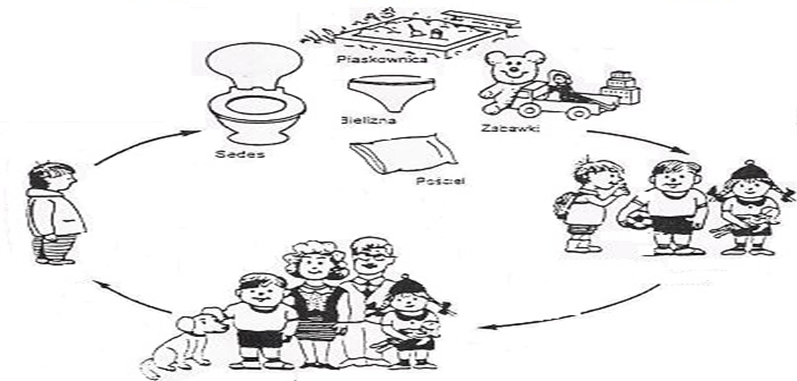 Piaskownica
Bielizna
Zabawki
Sedes
Pościel